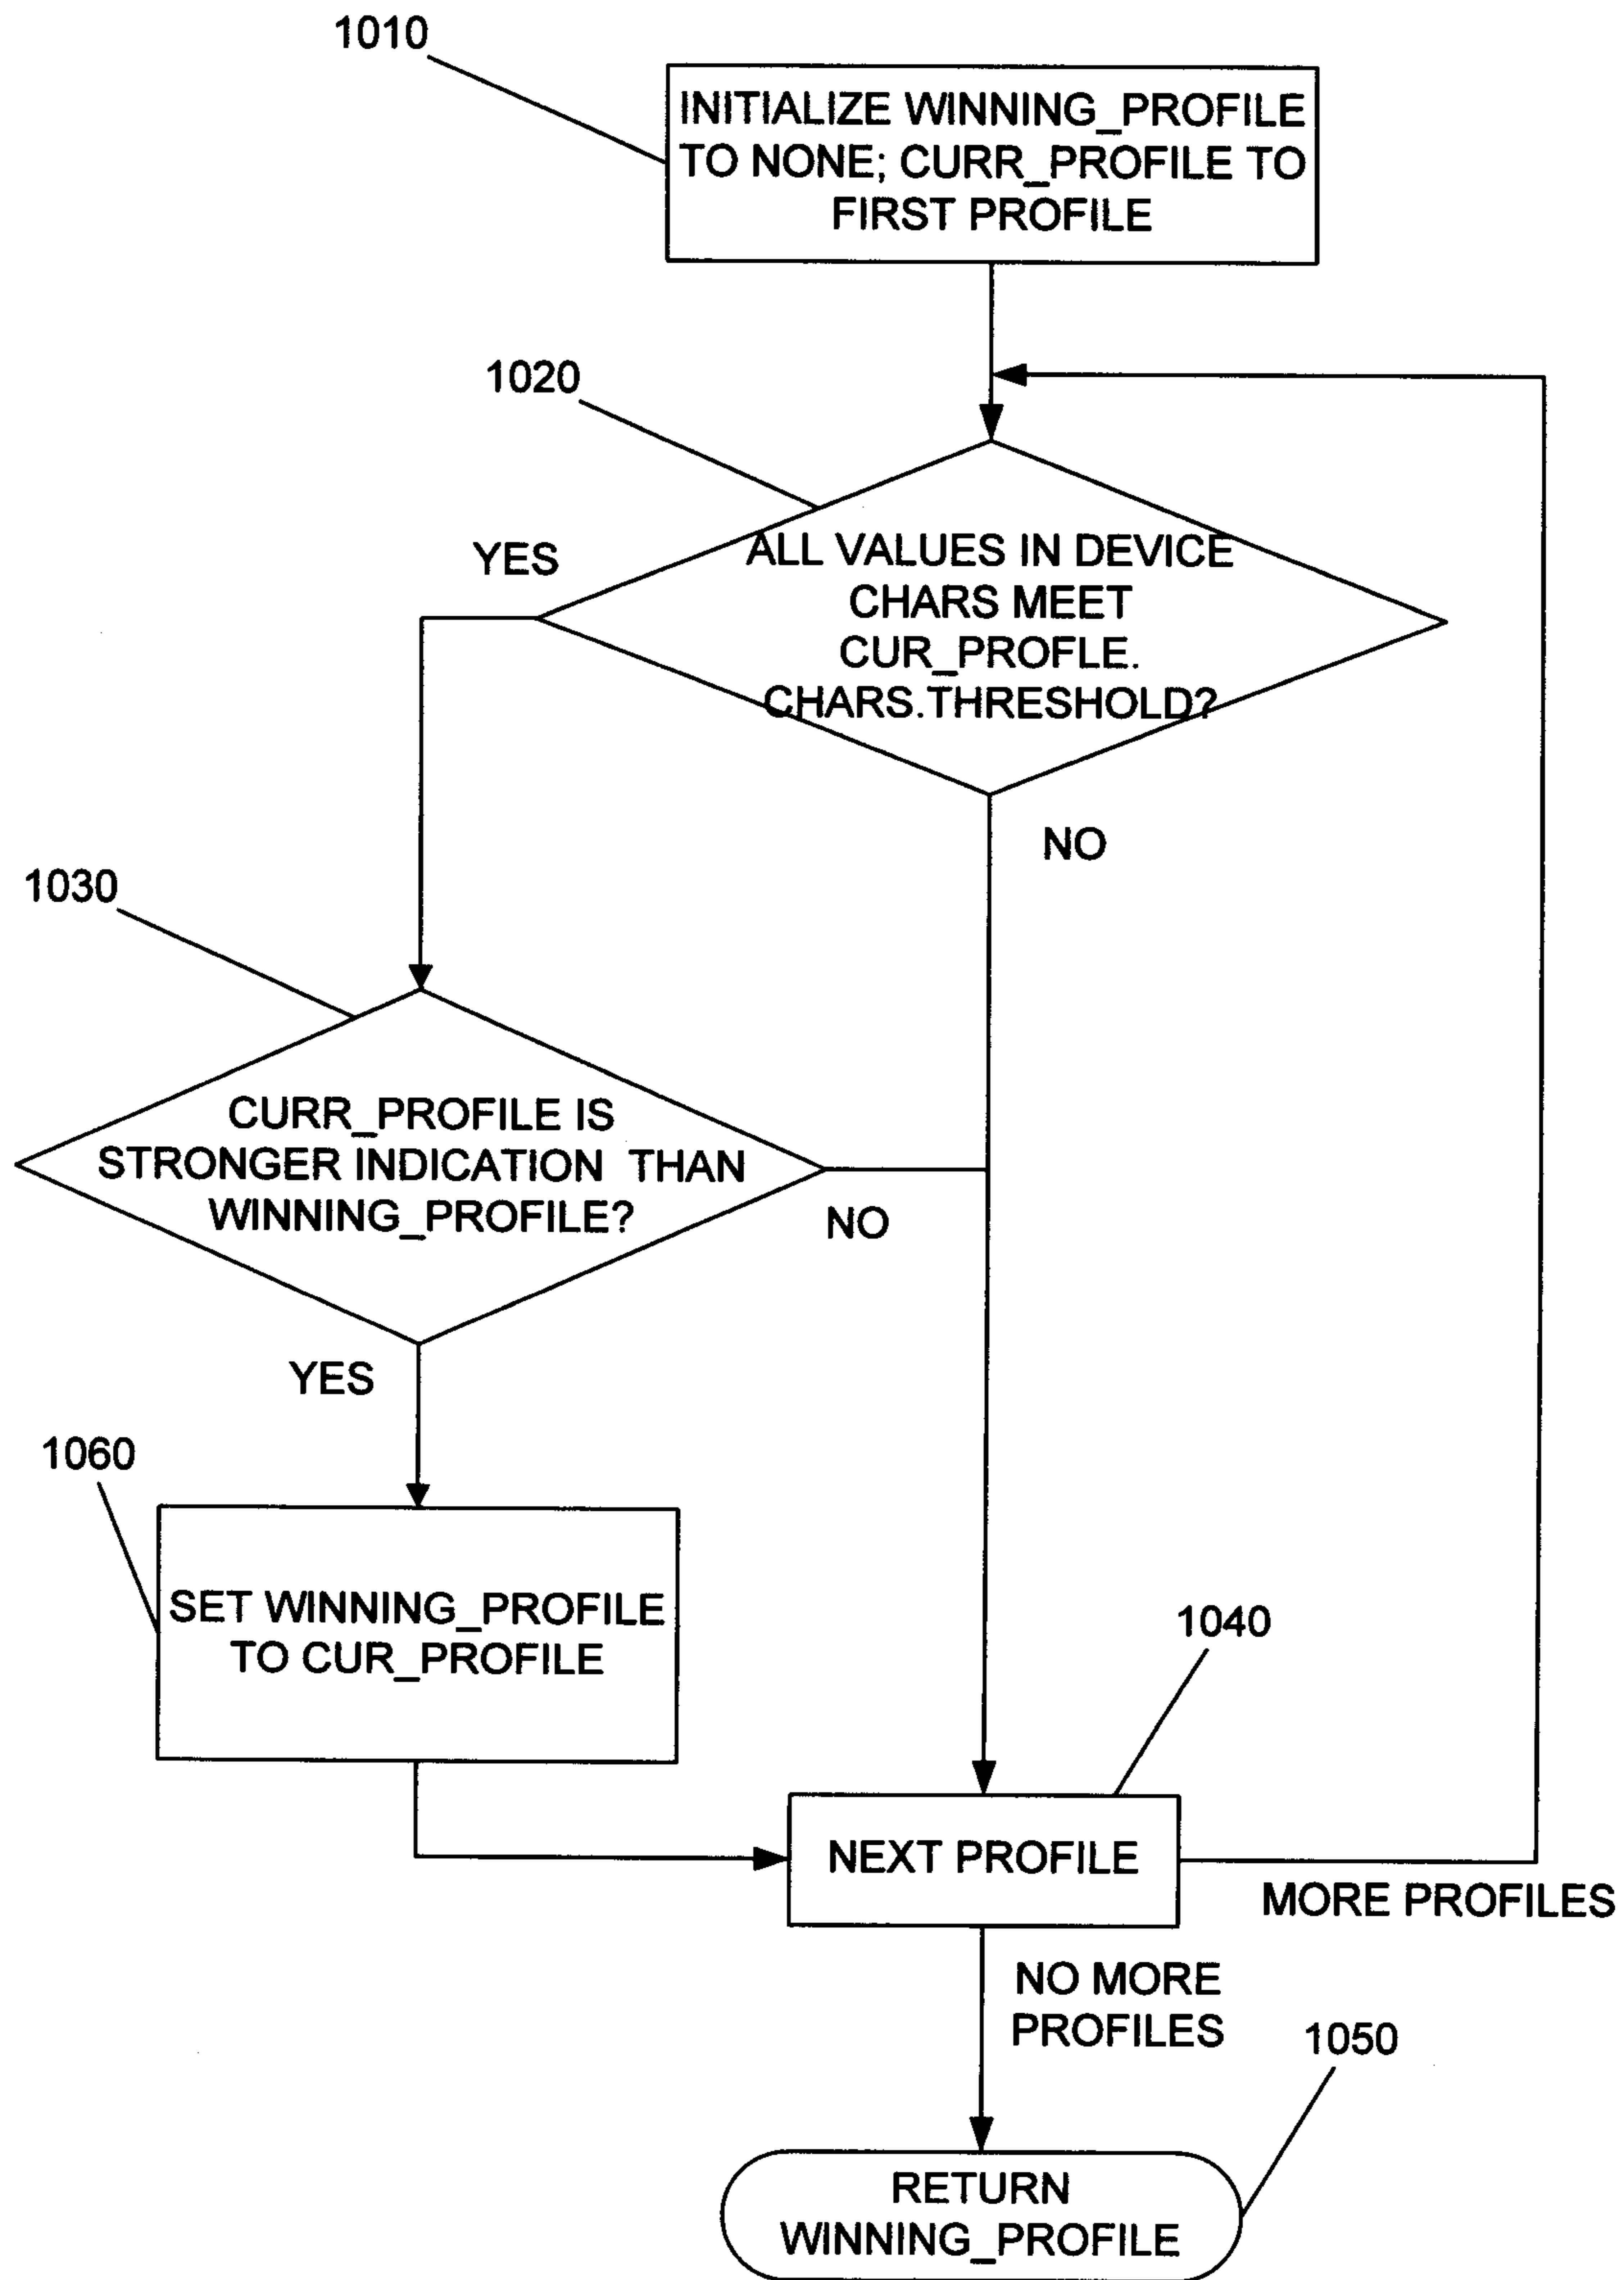 1010
INITIALIZE WINNING_PROFILE
TO NONE; CURR_PROFILE TO
FIRST PROFILE
1020
YES
ALL VALUES IN DEVICE
CHARS MEET
CUR_PROFLE.
CHARS.THRESHOLD?
NO
1030
CURR_PROFILE IS
STRONGER INDICATION THAN
WINNING_PROFILE?
NO
YES
1060
SET WINNING_PROFILE
TO CUR_PROFILE
1040
NEXT PROFILE
MORE PROFILES
NO MORE
PROFILES
1050
RETURN
WINNING_PROFILE